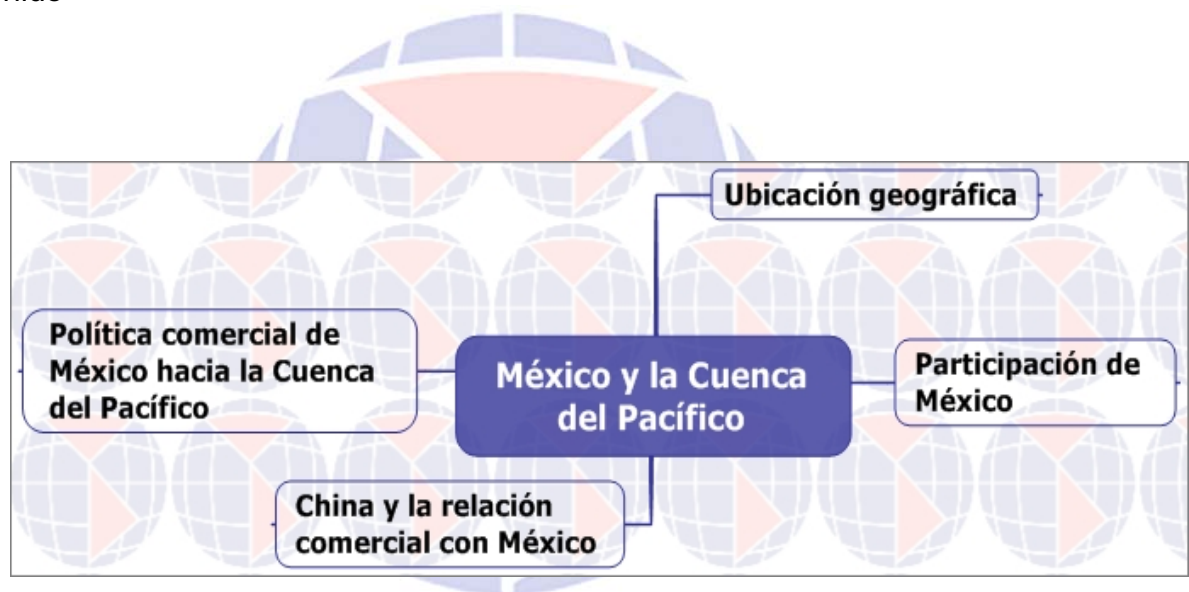 Ubicación geográfica
Política comercial de
México hacia la Cuenca
del Pacífico
México y la Cuenca
del Pacífico
Participación de
México
China y la relación
comercial con México